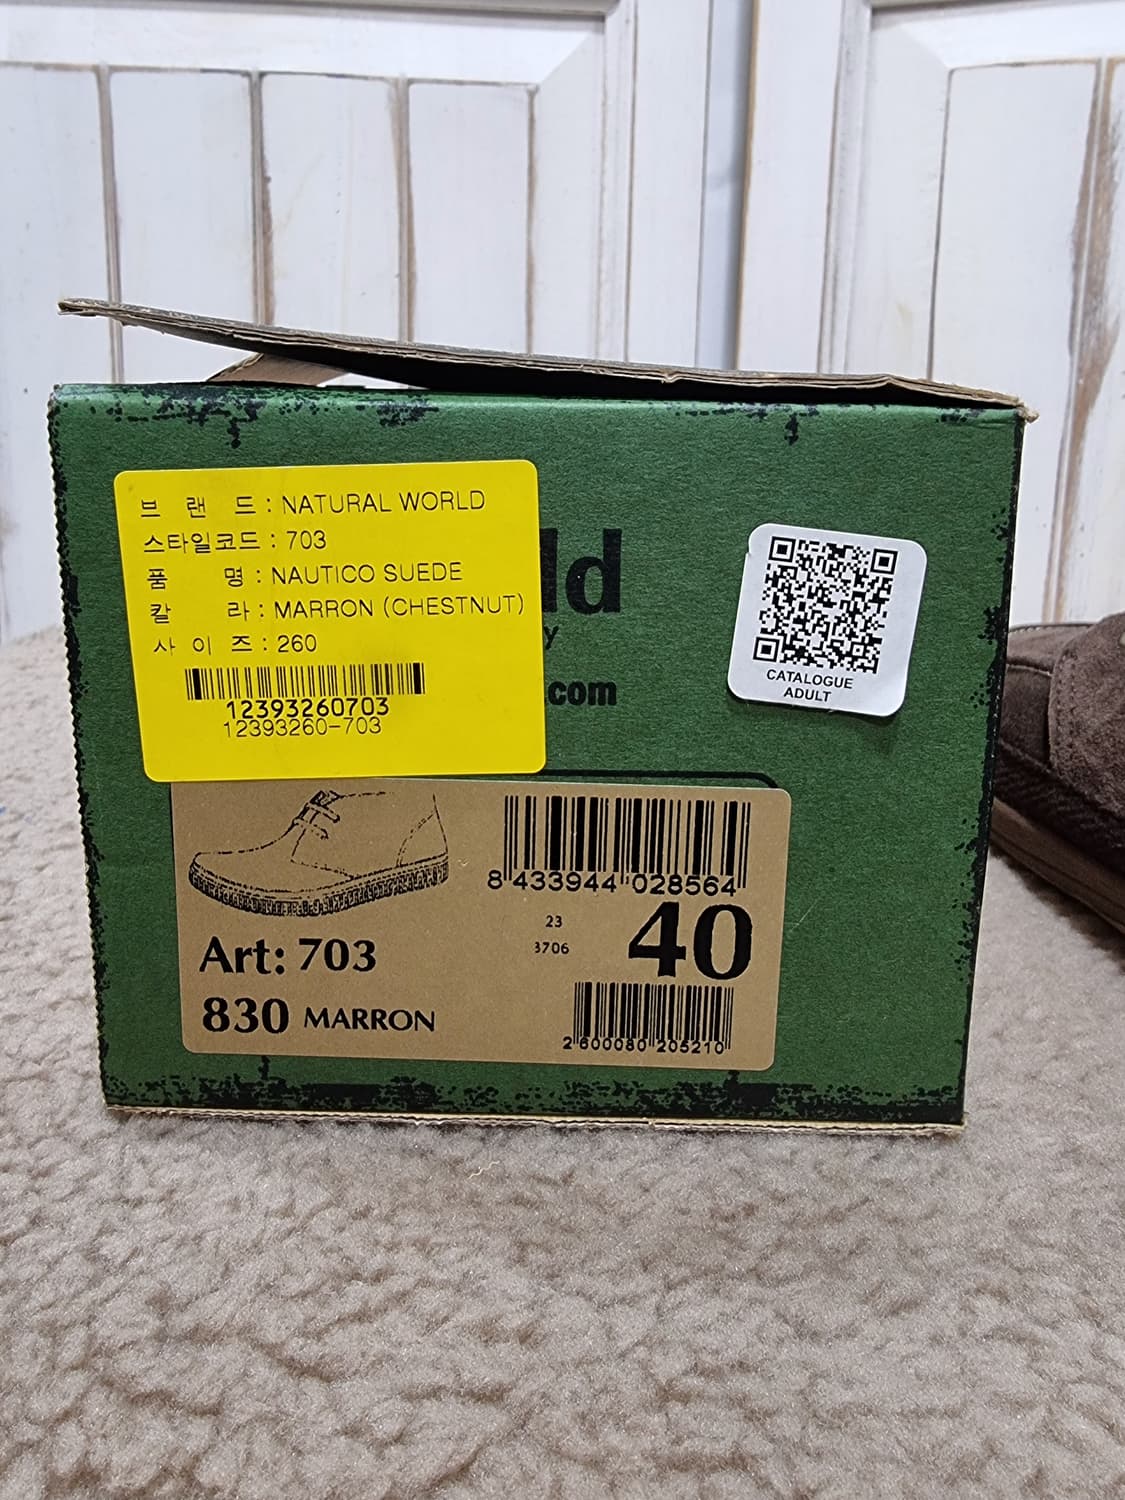 브 랜 드 : NATURAL WORLD
스타일코드 : 703
품 명 : NAUTICO SUEDE
칼 라 : MARRON (CHESTNUT)
사 이 즈 : 260
12393260703
12393260-703
ld
y
.com
CATALOGUE
ADULT
8 433944 028564
23
3706
40
Art: 703
830 MARRON
2 600080 205210